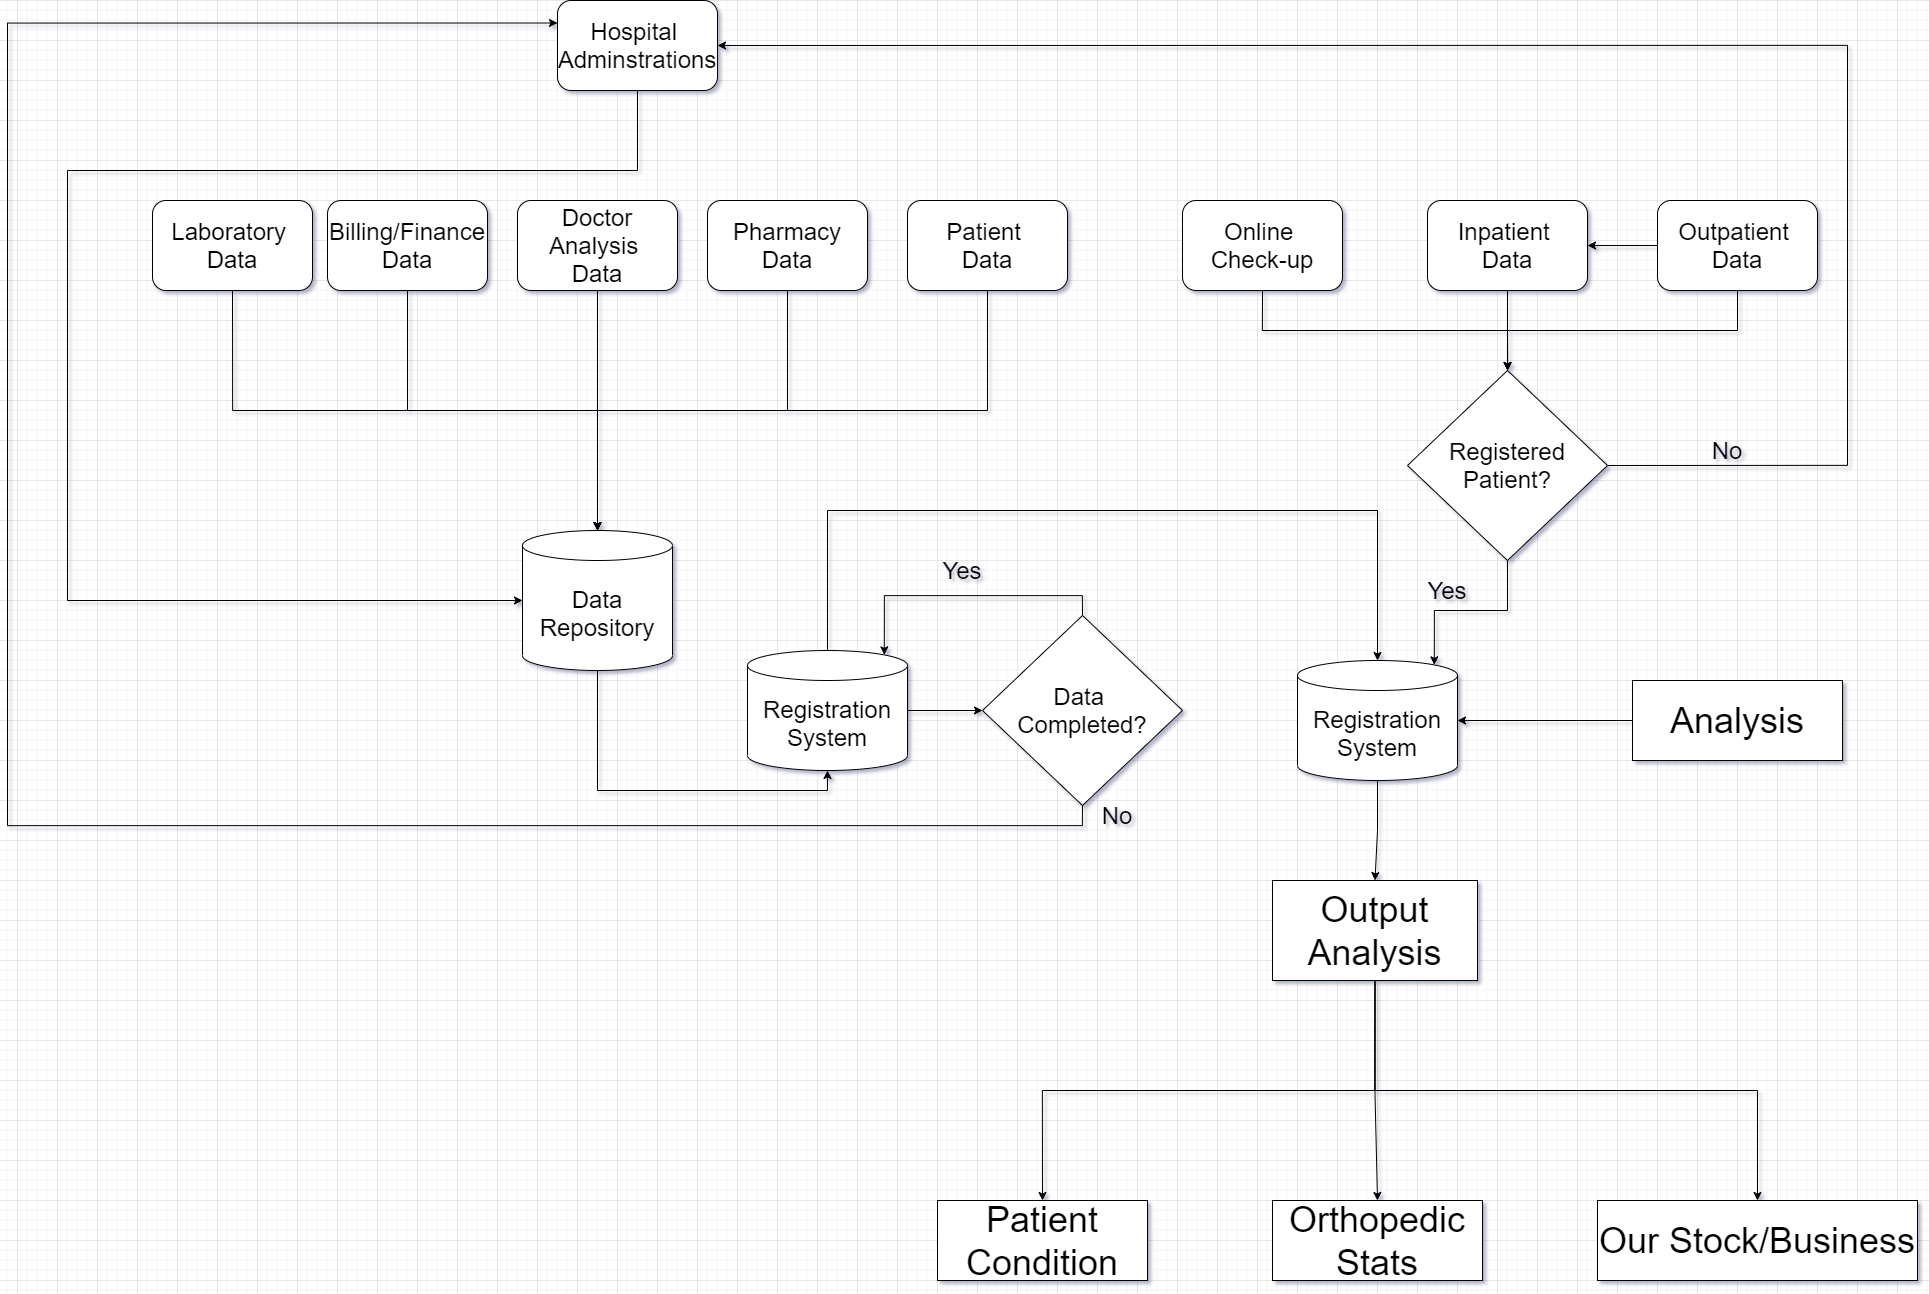 Hospital
Adminstrations
Laboratory
Data
Billing/Finance
Data
Doctor
Analysis
Data
Pharmacy
Data
Patient
Data
Online
Check-up
Inpatient
Data
Outpatient
Data
Registered
Patient?
No
Yes
Data
Repository
Yes
Registration
System
Data
Completed?
No
Registration
System
Analysis
Output
Analysis
Patient
Condition
Orthopedic
Stats
Our Stock/Business